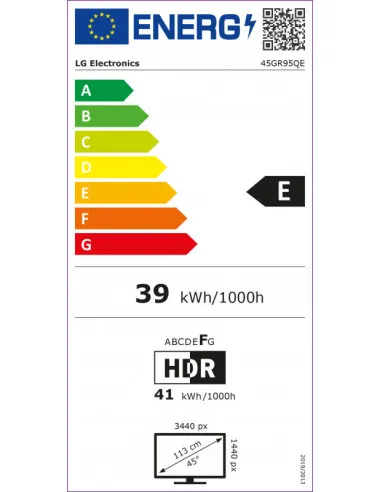 ENERG
LG Electronics 45GR95QE
A
B
C
D
E
F
G
E
39 kWh/1000h
ABCDEFG
HDR
41 kWh/1000h
3440 px
1440 px
113 cm
45"
2019/2013